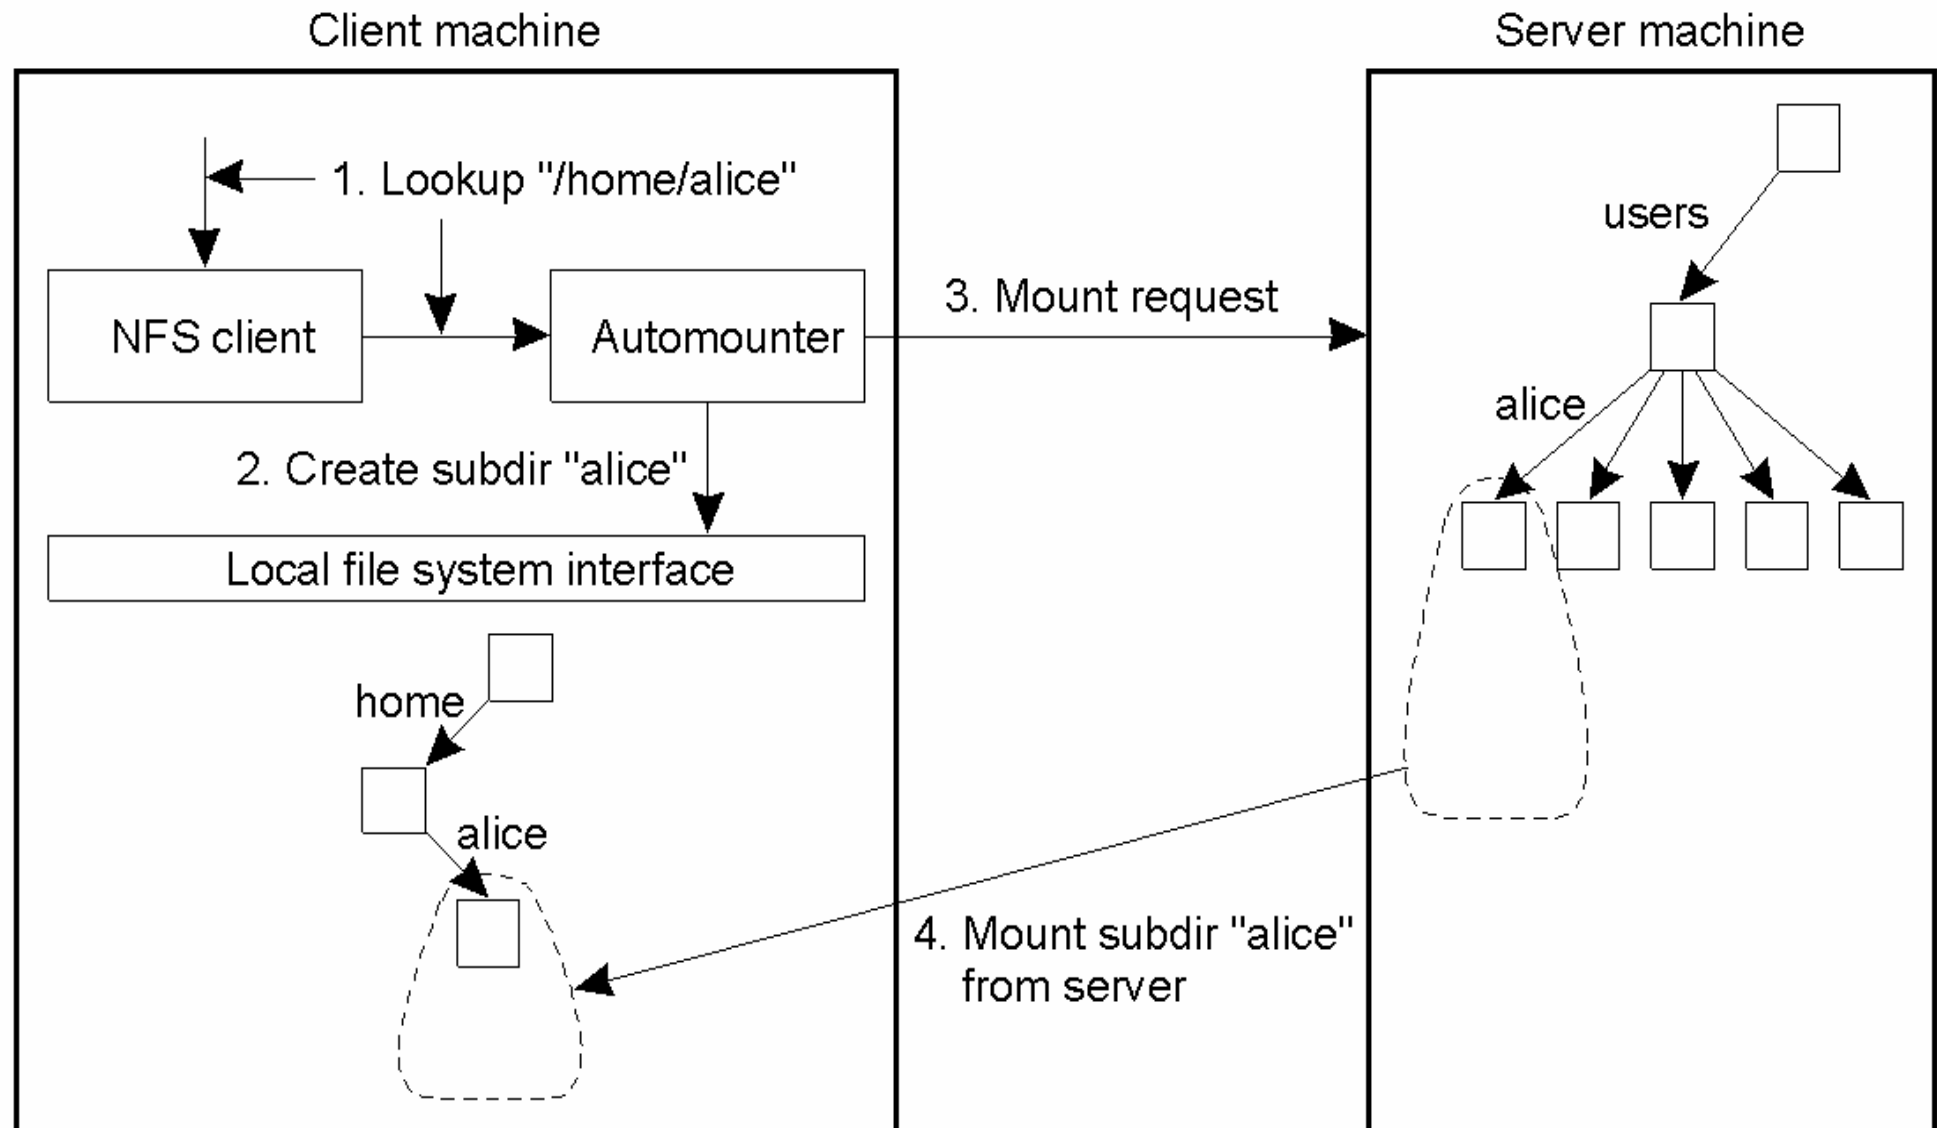 Client machine
Server machine
1. Lookup "/home/alice"
users
3. Mount request
NFS client
Automounter
alice
2. Create subdir "alice"
Local file system interface
home
alice
4. Mount subdir "alice"
from server